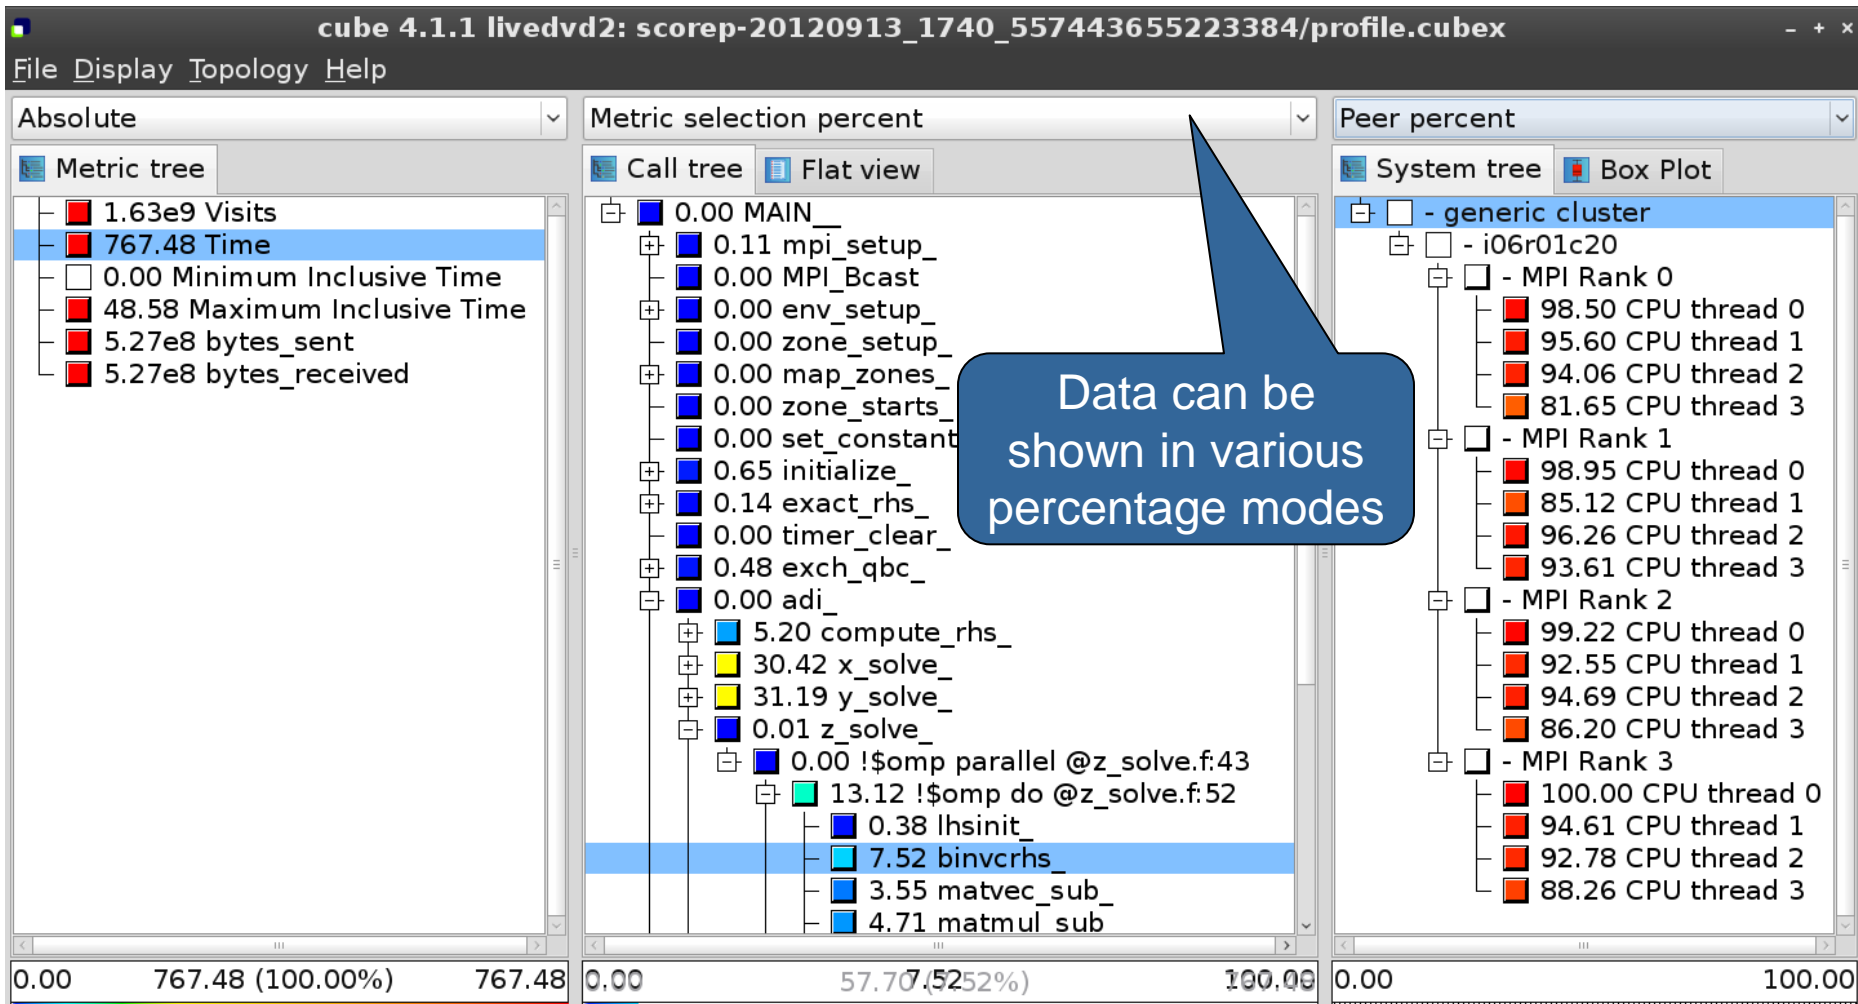 cube 4.1.1 livedvd2: scorep-20120913_1740_557443655223384/profile.cubex
File Display Topology Help
Absolute
Metric tree
1.63e9 Visits
767.48 Time
0.00 Minimum Inclusive Time
48.58 Maximum Inclusive Time
5.27e8 bytes_sent
5.27e8 bytes_received
0.00 767.48 (100.00%) 767.48
Metric selection percent
Call tree Flat view
0.00 MAIN__
0.11 mpi_setup_
0.00 MPI_Bcast
0.00 env_setup_
0.00 zone_setup_
0.00 map_zones_
0.00 zone_starts_
0.00 set_constant
0.65 initialize_
0.14 exact_rhs_
0.00 timer_clear_
0.48 exch_qbc_
0.00 adi_
5.20 compute_rhs_
30.42 x_solve_
31.19 y_solve_
0.01 z_solve_
0.00 !$omp parallel @z_solve.f:43
13.12 !$omp do @z_solve.f:52
0.38 lhsinit_
7.52 binvcrhs_
3.55 matvec_sub_
4.71 matmul_sub
0.00 7.52 100.00
Data can be
shown in various
percentage modes
Peer percent
System tree Box Plot
- generic cluster
- i06r01c20
- MPI Rank 0
98.50 CPU thread 0
95.60 CPU thread 1
94.06 CPU thread 2
81.65 CPU thread 3
- MPI Rank 1
98.95 CPU thread 0
85.12 CPU thread 1
96.26 CPU thread 2
93.61 CPU thread 3
- MPI Rank 2
99.22 CPU thread 0
92.55 CPU thread 1
94.69 CPU thread 2
86.20 CPU thread 3
- MPI Rank 3
100.00 CPU thread 0
94.61 CPU thread 1
92.78 CPU thread 2
88.26 CPU thread 3
0.00 100.00